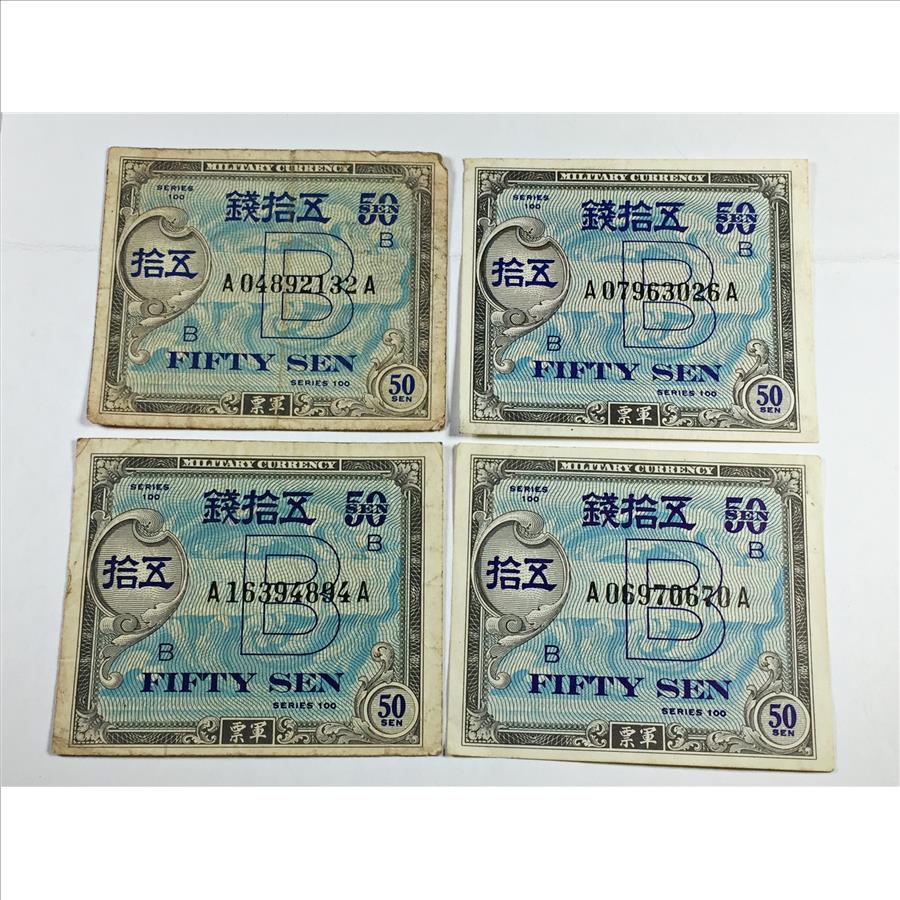 MILITARY CURRENCY
SERIES
100
錢拾五
50
SEN
B
拾五
B
A04892132A
B
FIFTY SEN
SERIES 100
50
SEN
票軍
MILITARY CURRENCY
SERIES
100
錢拾五
50
SEN
B
拾五
B
A07963026A
B
FIFTY SEN
SERIES 100
50
SEN
票軍
MILITARY CURRENCY
SERIES
100
錢拾五
50
SEN
B
拾五
B
A16394894A
B
FIFTY SEN
SERIES 100
50
SEN
票軍
MILITARY CURRENCY
SERIES
100
錢拾五
50
SEN
B
拾五
B
A06970670A
B
FIFTY SEN
SERIES 100
50
SEN
票軍